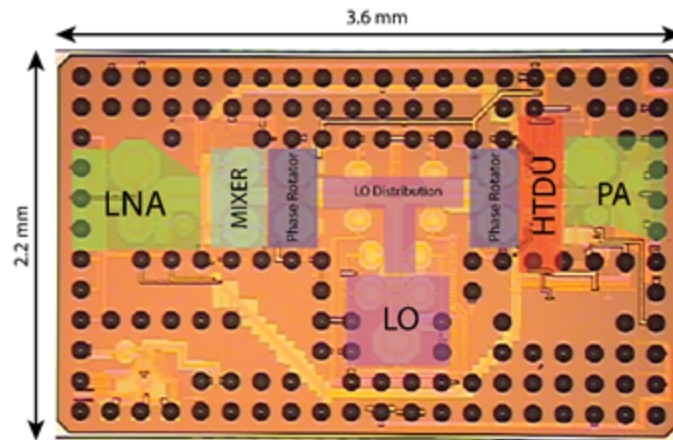 3.6 mm
2.2 mm
LNA
MIXER
Phase Rotator
LO Distribution
Phase Rotator
HTDU
PA
LO